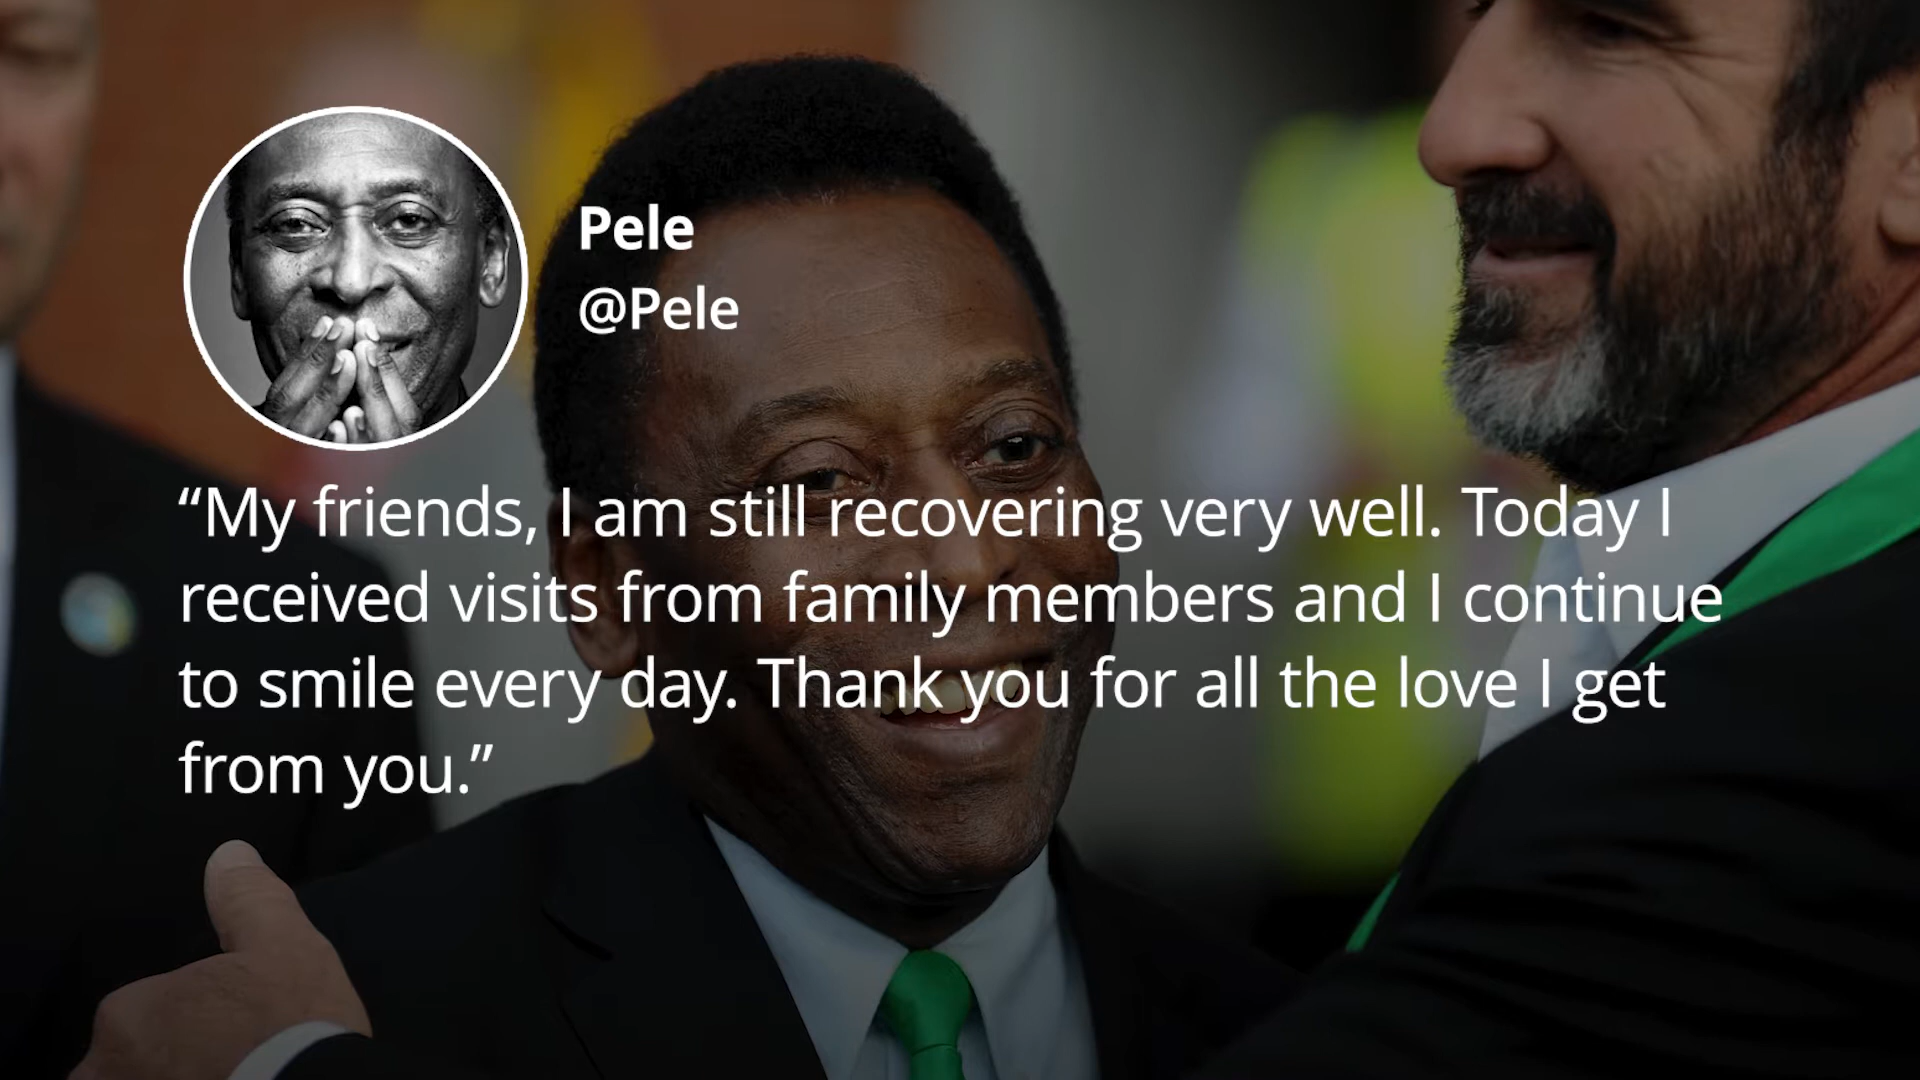 Pele
@Pele
“My friends, I am still recovering very well. Today I
received visits from family members and I continue
to smile every day. Thank you for all the love I get
from you.”